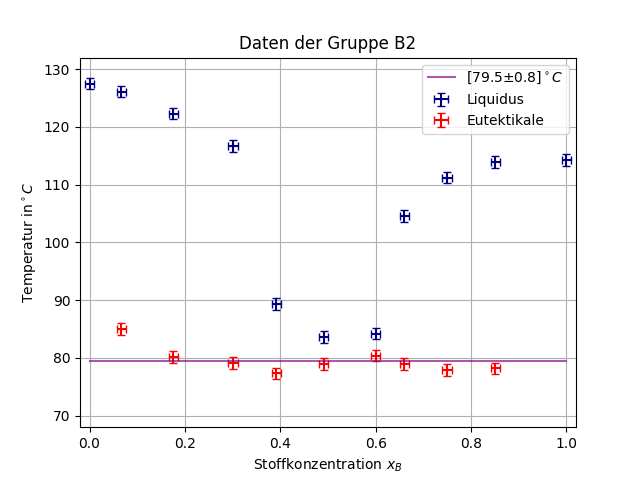 Daten der Gruppe B2
130
120
110
100
90
80
70
Temperatur in °C
[79.5±0.8] °C
Liquidus
Eutektikale
0.0
0.2
0.4
0.6
0.8
1.0
Stoffkonzentration x_B